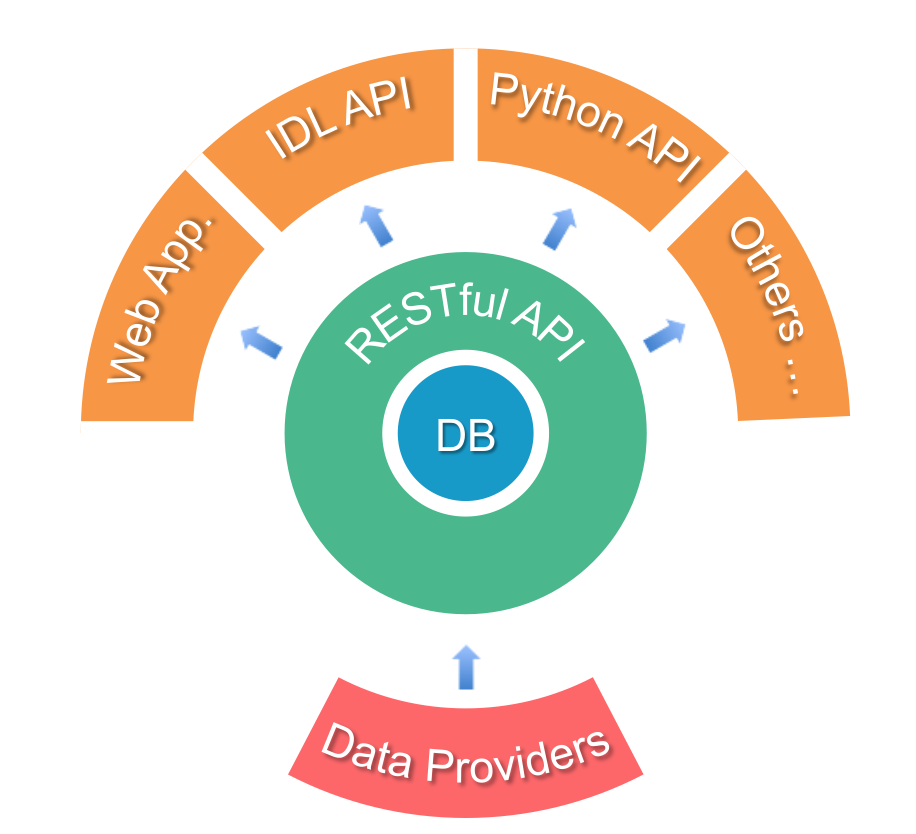 IDL API
Python API
Web App.
Others ...
RESTful API
DB
Data Providers